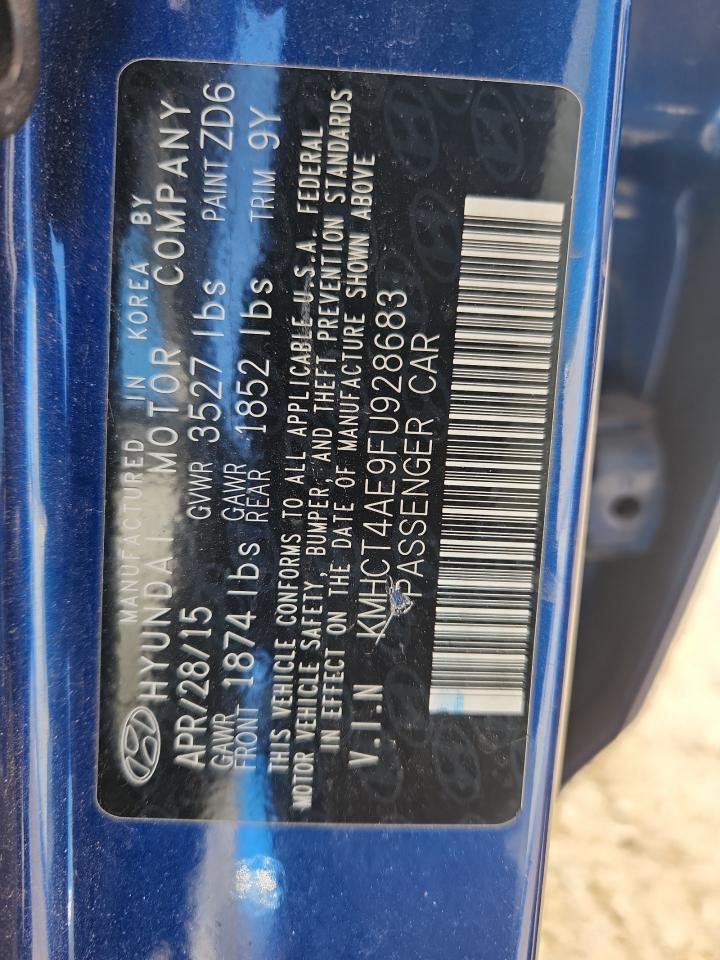 MANUFACTURED IN KOREA BY
HYUNDAI MOTOR COMPANY
APR/28/15 GVWR 3527 lbs PAINT ZD6
GAWR FRONT 1874 lbs GAWR REAR 1852 lbs TRIM 9Y
THIS VEHICLE CONFORMS TO ALL APPLICABLE U.S.A. FEDERAL
MOTOR VEHICLE SAFETY, BUMPER, AND THEFT PREVENTION STANDARDS
IN EFFECT ON THE DATE OF MANUFACTURE SHOWN ABOVE
V.I.N KMHCT4AE9FU928683
PASSENGER CAR